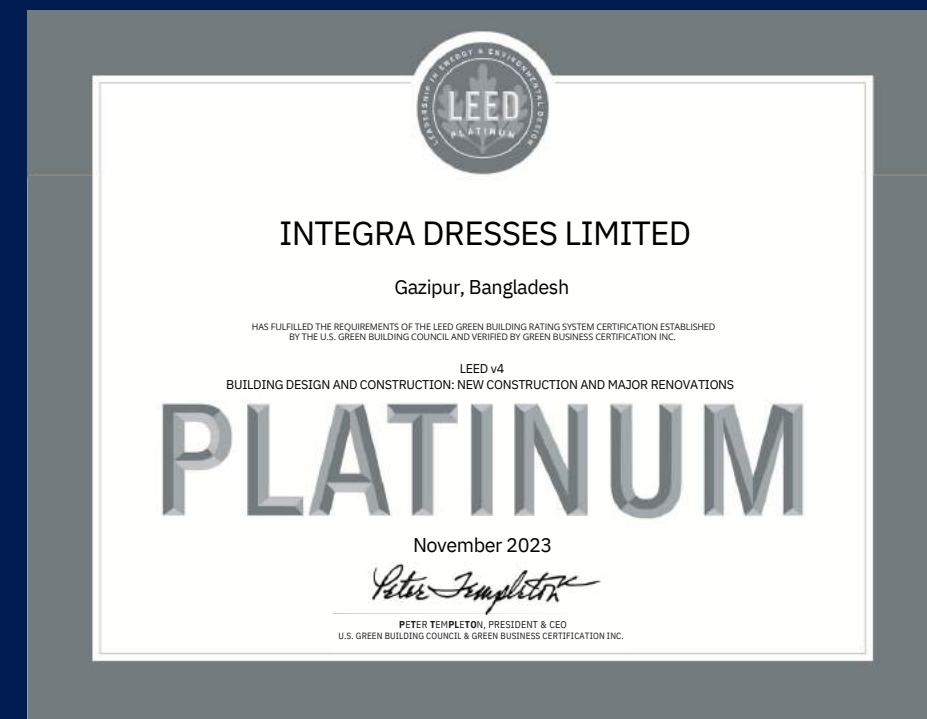 LEADERSHIP IN ENERGY & ENVIRONMENTAL DESIGN
LEED
PLATINUM
INTEGRA DRESSES LIMITED
Gazipur, Bangladesh
HAS FULFILLED THE REQUIREMENTS OF THE LEED GREEN BUILDING RATING SYSTEM CERTIFICATION ESTABLISHED
BY THE U.S. GREEN BUILDING COUNCIL AND VERIFIED BY GREEN BUSINESS CERTIFICATION INC.
LEED v4
BUILDING DESIGN AND CONSTRUCTION: NEW CONSTRUCTION AND MAJOR RENOVATIONS
PLATINUM
November 2023
Peter Templeton
PETER TEMPLETON, PRESIDENT & CEO
U.S. GREEN BUILDING COUNCIL & GREEN BUSINESS CERTIFICATION INC.